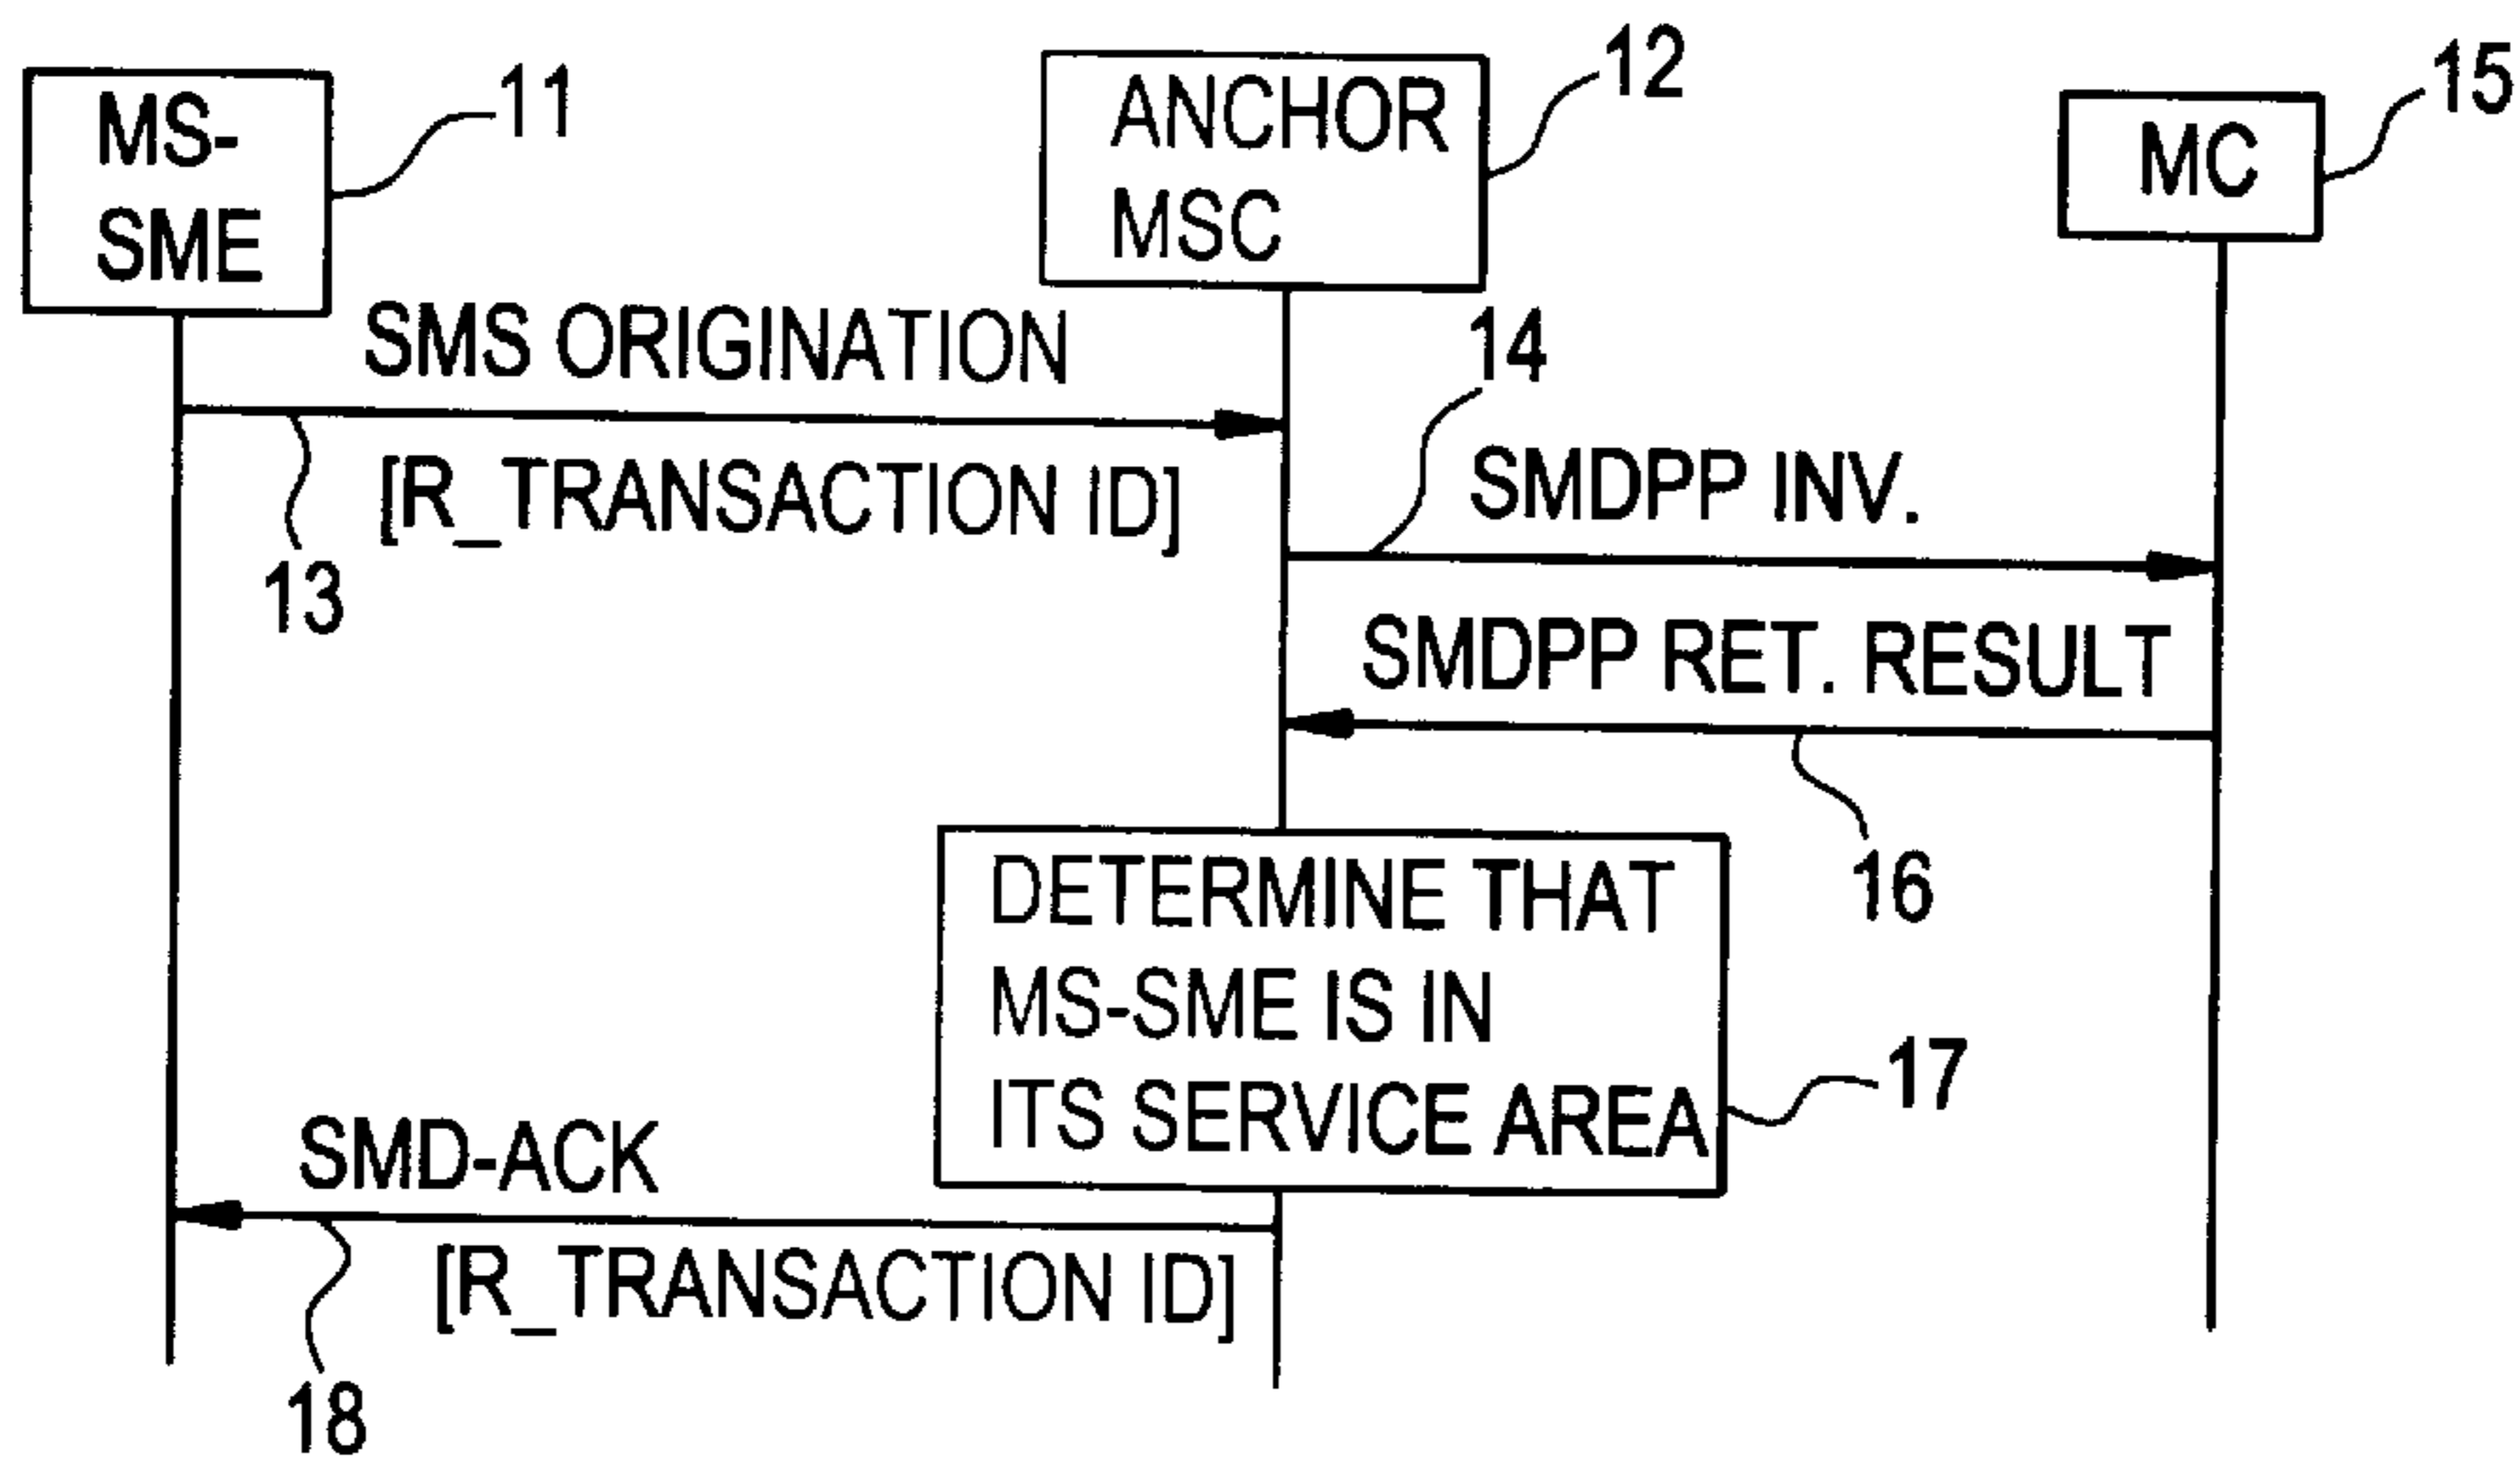 MS-
SME
11
ANCHOR
MSC
12
MC
15
SMS ORIGINATION
[R_TRANSACTION ID]
13
14
SMDPP INV.
SMDPP RET. RESULT
16
DETERMINE THAT
MS-SME IS IN
ITS SERVICE AREA
17
SMD-ACK
[R_TRANSACTION ID]
18